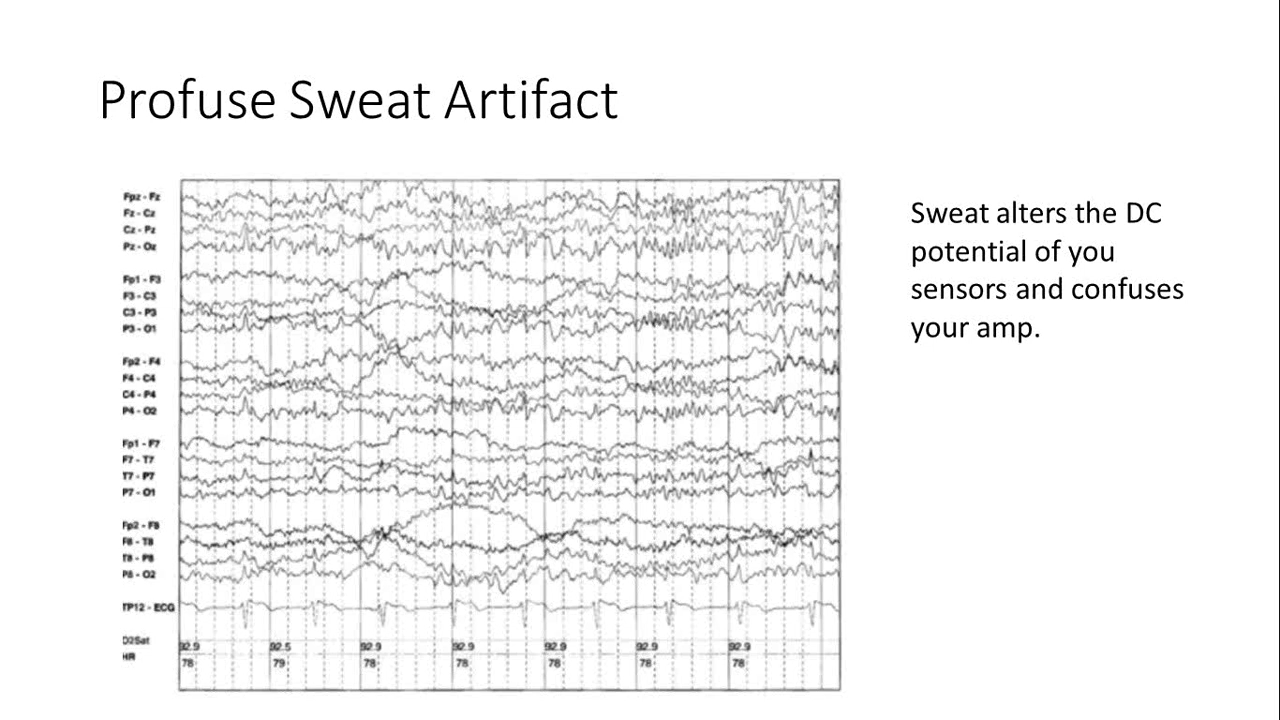 Profuse Sweat Artifact
Sweat alters the DC
potential of you
sensors and confuses
your amp.
Fpz - Fz
Fz - Cz
Cz - Pz
Pz - Oz
Fp1 - F3
F3 - C3
C3 - P3
P3 - O1
Fp2 - F4
F4 - C4
C4 - P4
P4 - O2
Fp1 - F7
F7 - T7
T7 - P7
P7 - O1
Fp2 - F8
F8 - T8
T8 - P8
P8 - O2
TP12 - ECG
O2Sat 92.9 92.5 92.9 92.9 92.9 92.9 92.9
HR 78 79 78 78 78 78 78